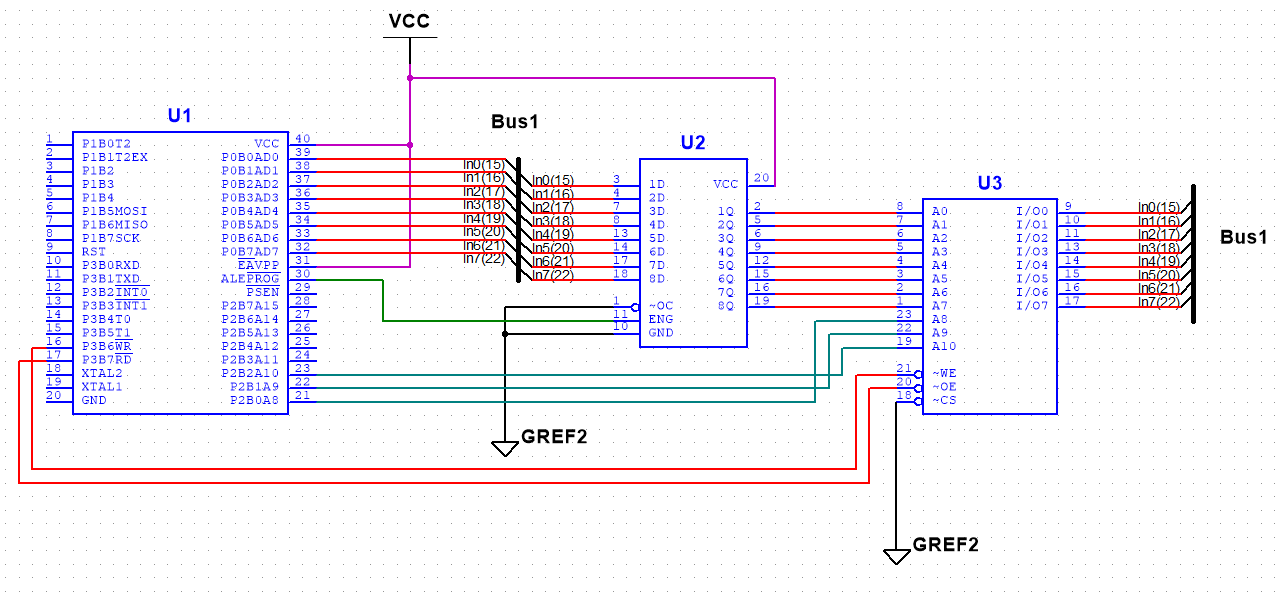 VCC
U1
1 P1B0T2 VCC 40
2 P1B1T2EX P0B0AD0 39
3 P1B2 P0B1AD1 38
4 P1B3 P0B2AD2 37
5 P1B4 P0B3AD3 36
6 P1B5MOSI P0B4AD4 35
7 P1B6MISO P0B5AD5 34
8 P1B7SCK P0B6AD6 33
9 RST P0B7AD7 32
10 P3B0RXD EAVPP 31
11 P3B1TXD ALEPROG 30
12 P3B2INT0 PSEN 29
13 P3B3INT1 P2B7A15 28
14 P3B4T0 P2B6A14 27
15 P3B5T1 P2B5A13 26
16 P3B6WR P2B4A12 25
17 P3B7RD P2B3A11 24
18 XTAL2 P2B2A10 23
19 XTAL1 P2B1A9 22
20 GND P2B0A8 21
Bus1
In0(15)
In1(16)
In2(17)
In3(18)
In4(19)
In5(20)
In6(21)
In7(22)
In0(15)
In1(16)
In2(17)
In3(18)
In4(19)
In5(20)
In6(21)
In7(22)
U2
3 1D VCC 20
4 2D
7 3D 1Q 2
8 4D 2Q 5
13 5D 3Q 6
14 6D 4Q 9
17 7D 5Q 12
18 8D 6Q 15
7Q 16
1 ~OC 8Q 19
11 ENG
10 GND
GREF2
U3
8 A0 I/O0 9
7 A1 I/O1 10
6 A2 I/O2 11
5 A3 I/O3 13
4 A4 I/O4 14
3 A5 I/O5 15
2 A6 I/O6 16
1 A7 I/O7 17
23 A8
22 A9
19 A10
21 ~WE
20 ~OE
18 ~CS
In0(15)
In1(16)
In2(17)
In3(18)
In4(19)
In5(20)
In6(21)
In7(22)
Bus1
GREF2